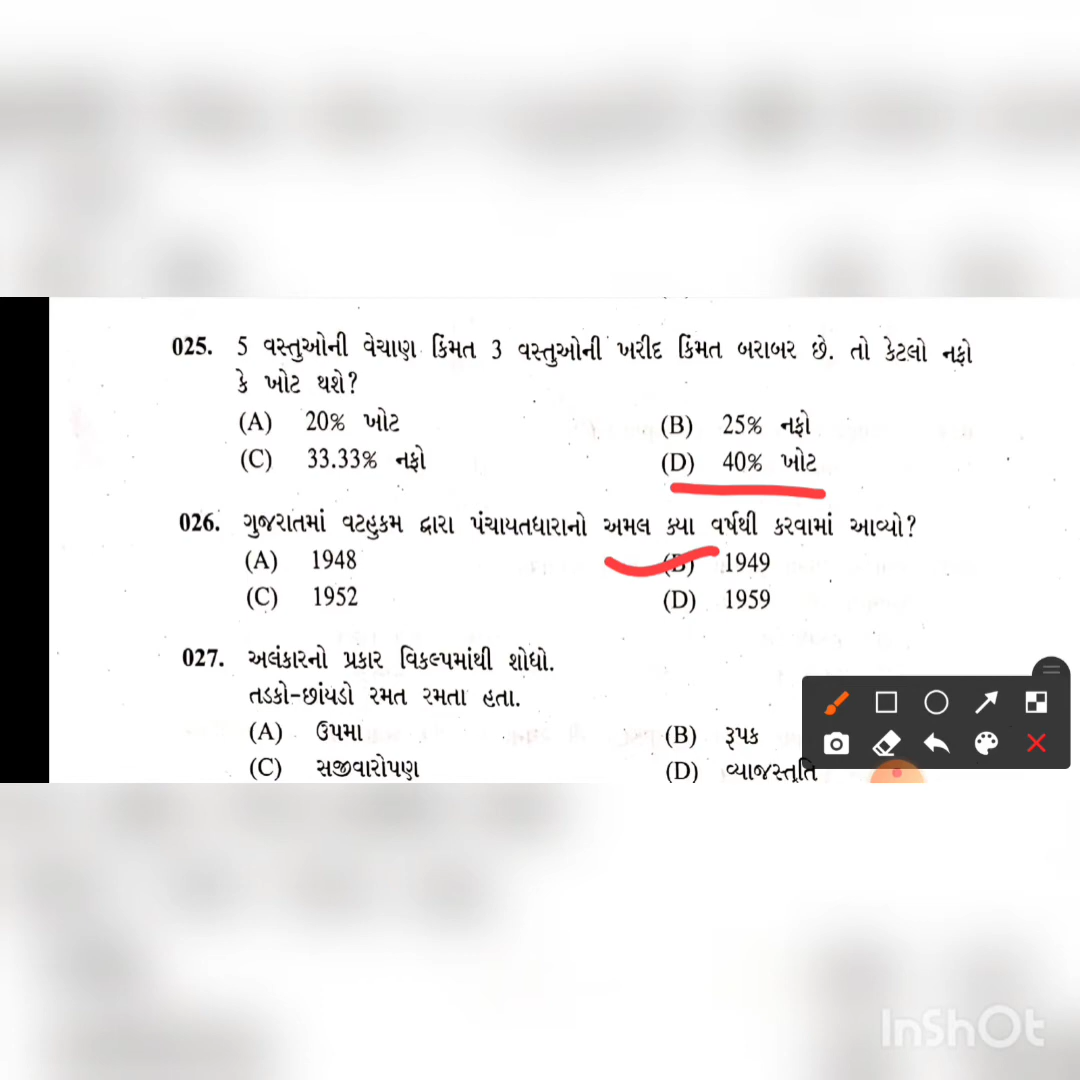 025. 5 વસ્તુઓની વેચાણ કિંમત 3 વસ્તુઓની ખરીદ કિંમત બરાબર છે. તો કેટલો નફો
કે ખોટ થશે?
(A) 20% ખોટ (B) 25% નફો
(C) 33.33% નફો (D) 40% ખોટ
026. ગુજરાતમાં વટહુકમ દ્વારા પંચાયતધારાનો અમલ ક્યા વર્ષથી કરવામાં આવ્યો?
(A) 1948 (B) 1949
(C) 1952 (D) 1959
027. અલંકારનો પ્રકાર વિકલ્પમાંથી શોધો.
તડકો-છાંયડો રમત રમતા હતા.
(A) ઉપમા (B) રૂપક
(C) સજીવારોપણ (D) વ્યાજસ્તુતિ
InShOt